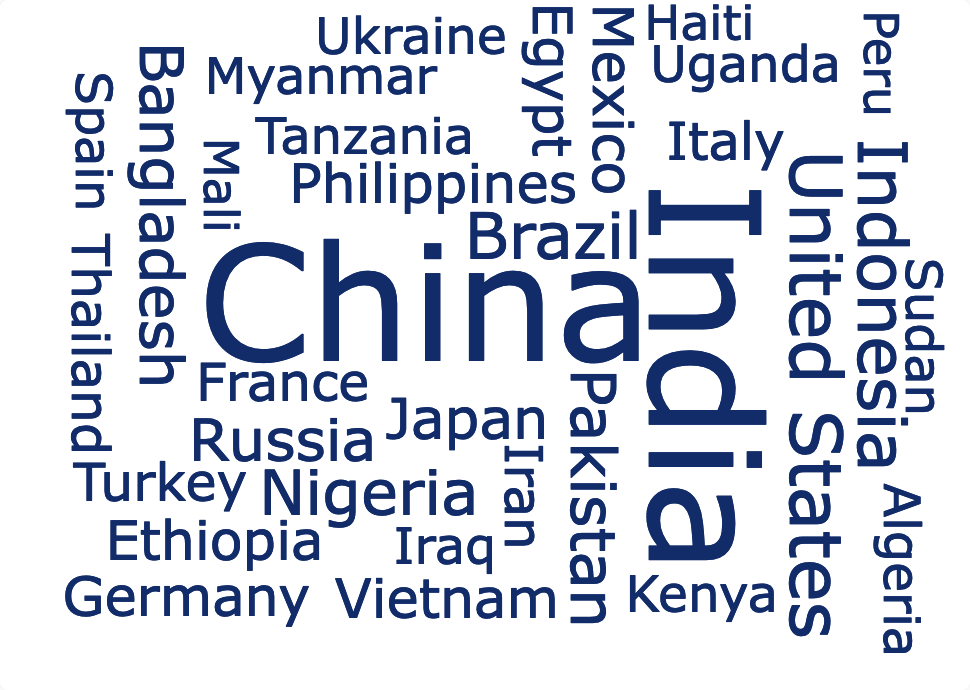 Ukraine
Egypt
Mexico
Haiti
Peru
Myanmar
Uganda
Spain
Bangladesh
Mali
Tanzania
Italy
Philippines
United States
Indonesia
Brazil
India
China
Thailand
Sudan
France
Japan
Pakistan
Russia
Iran
Turkey
Nigeria
Algeria
Ethiopia
Iraq
Germany
Vietnam
Kenya